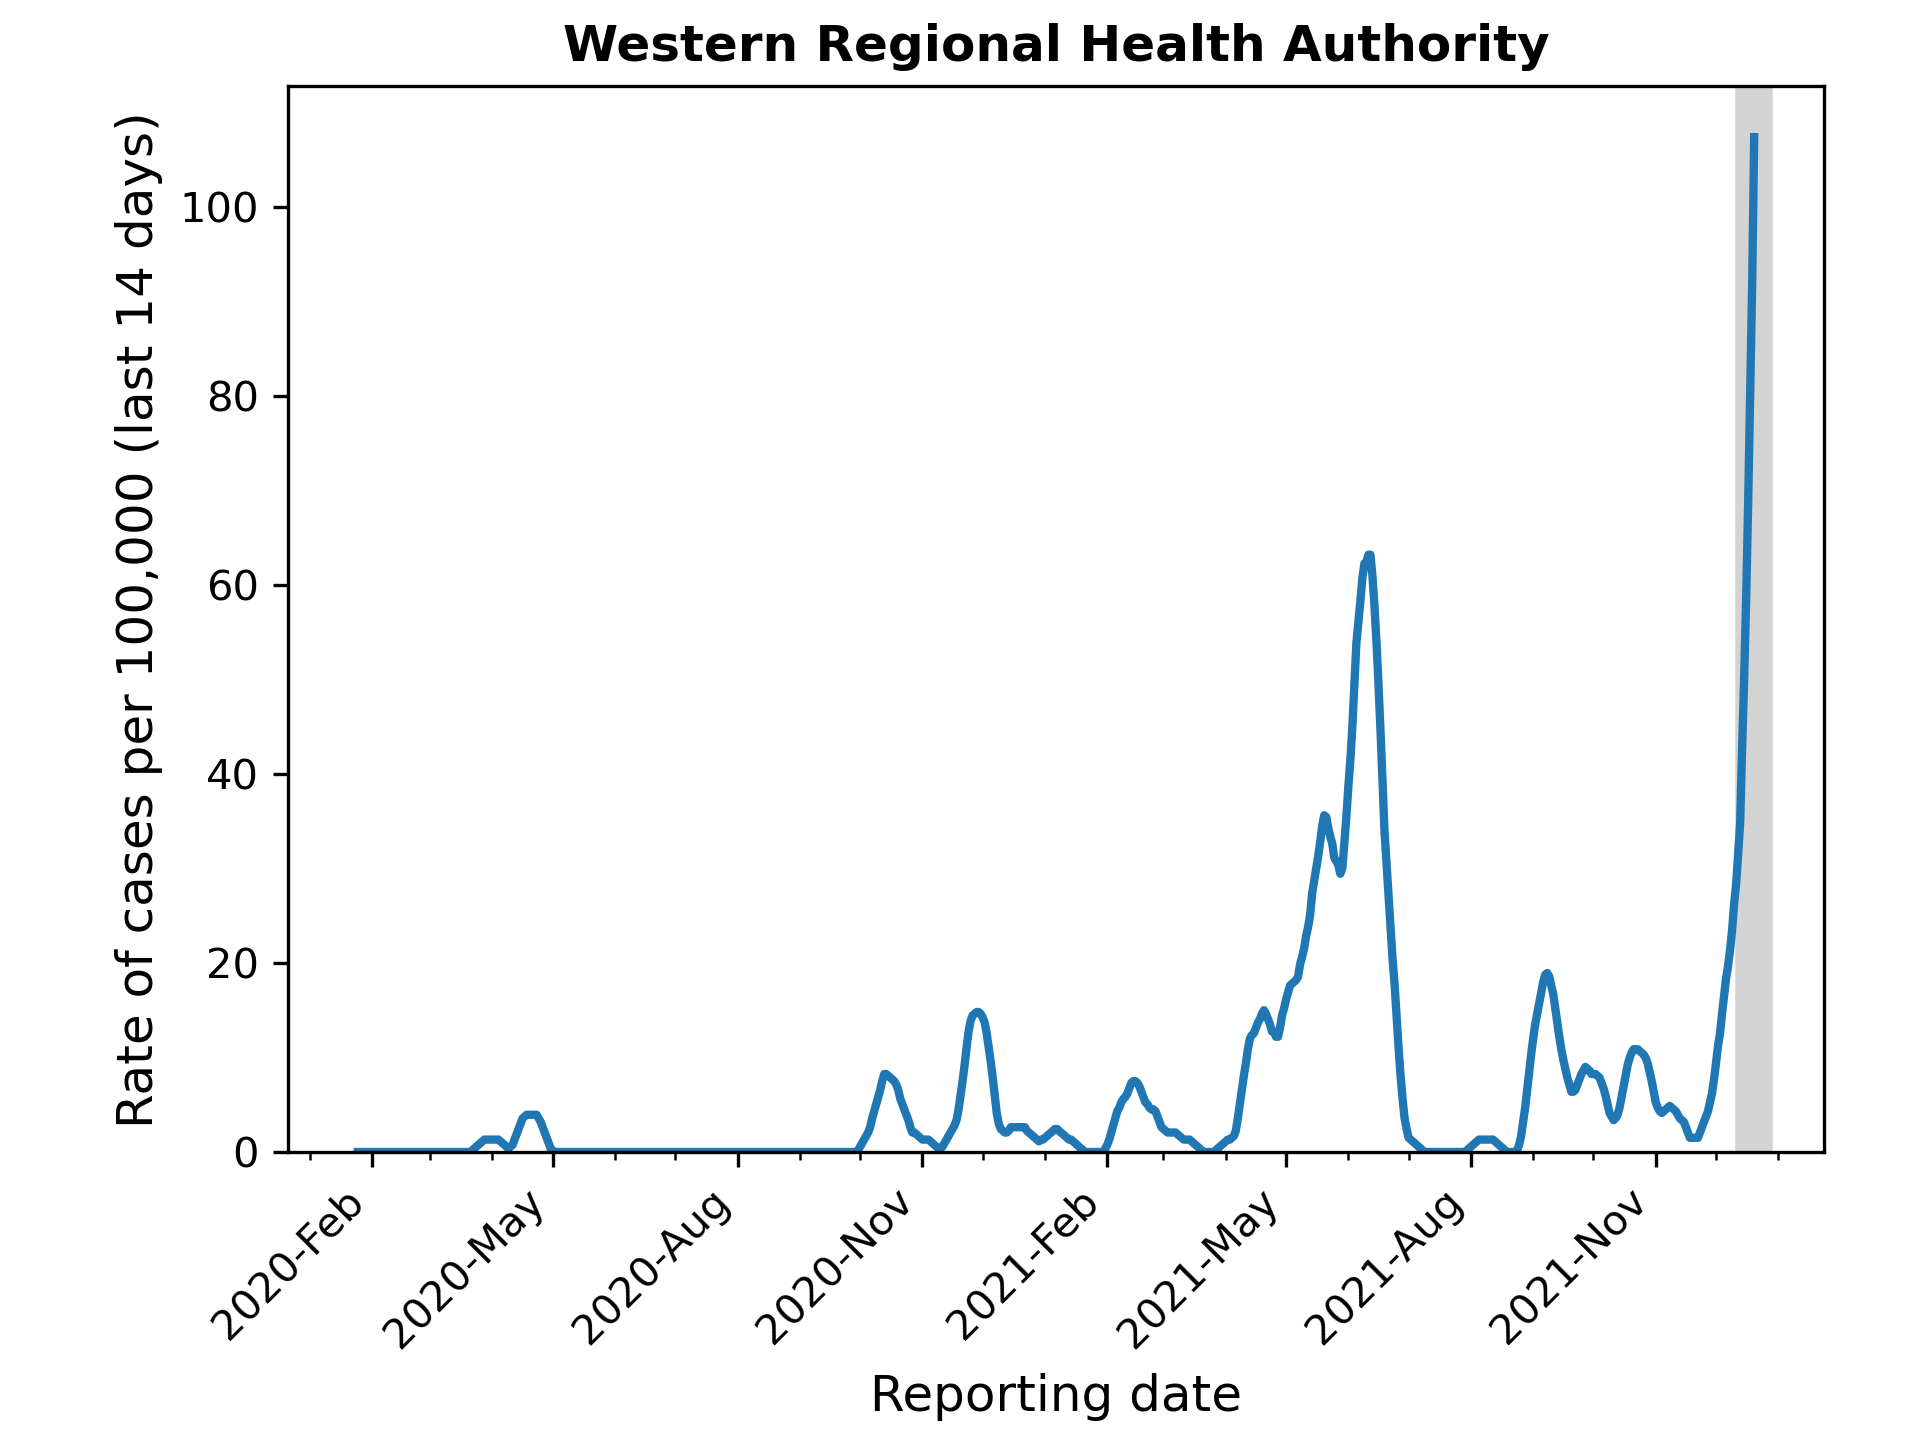 Western Regional Health Authority
Rate of cases per 100,000 (last 14 days)
100
80
60
40
20
0
2020-Feb
2020-May
2020-Aug
2020-Nov
2021-Feb
2021-May
2021-Aug
2021-Nov
Reporting date